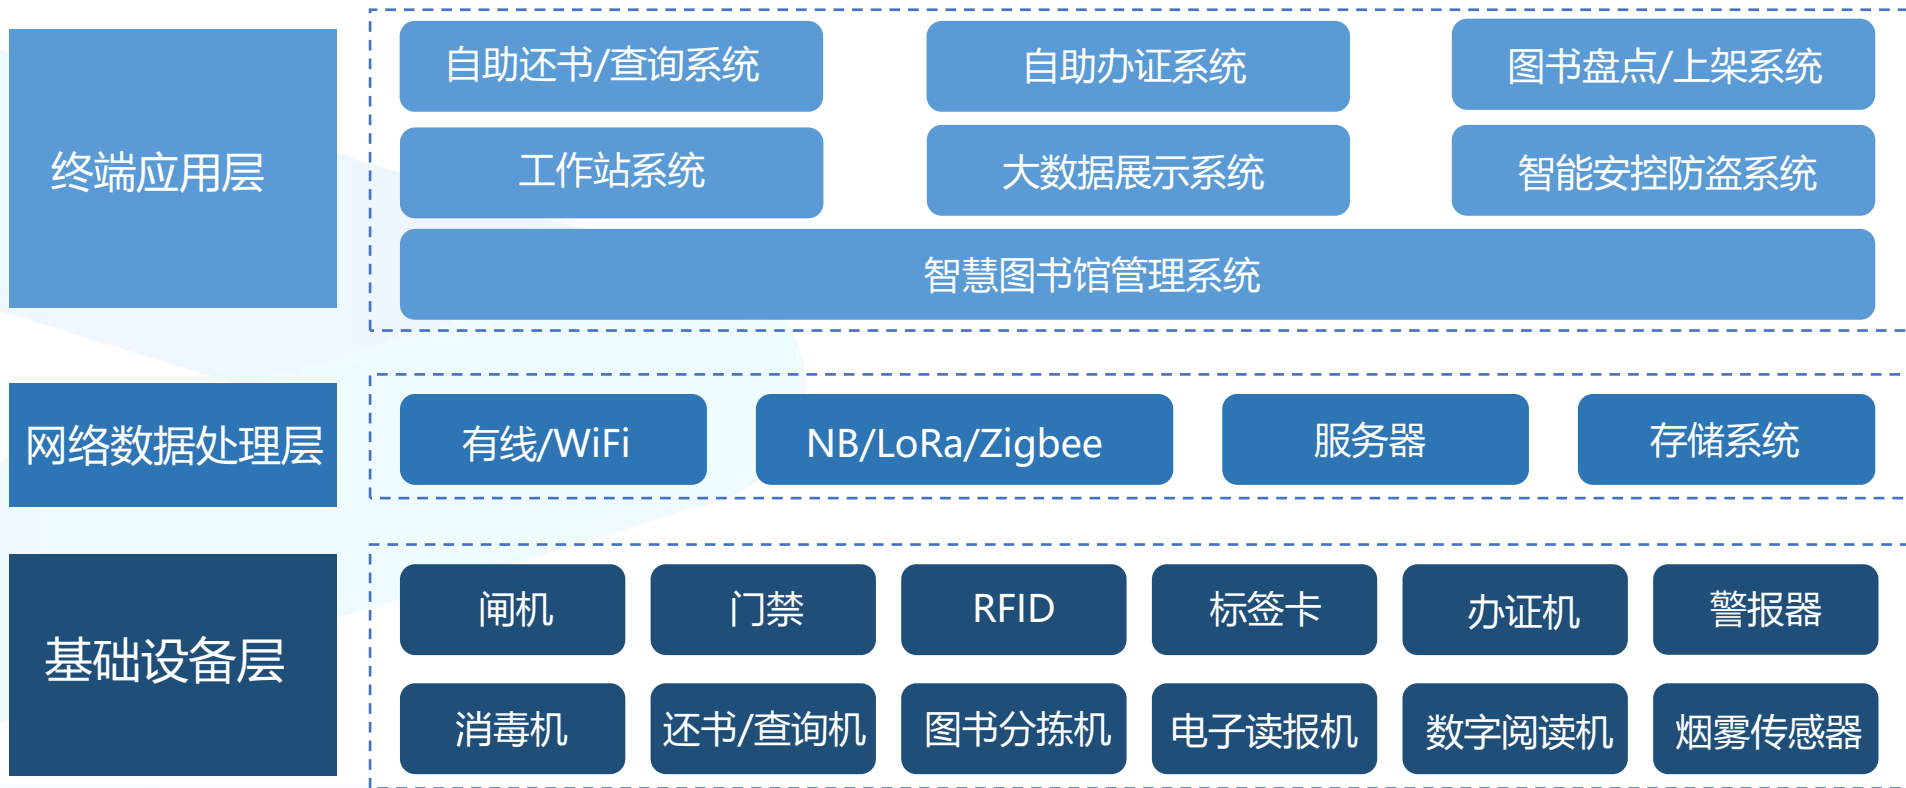 终端应用层
自助还书/查询系统
自助办证系统
图书盘点/上架系统
工作站系统
大数据展示系统
智能安控防盗系统
智慧图书馆管理系统
网络数据处理层
有线/WiFi
NB/LoRa/Zigbee
服务器
存储系统
基础设备层
闸机
门禁
RFID
标签卡
办证机
警报器
消毒机
还书/查询机
图书分拣机
电子读报机
数字阅读机
烟雾传感器